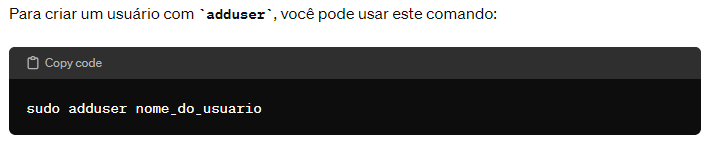 Para criar um usuário com `adduser`, você pode usar este comando:
Copy code
sudo adduser nome_do_usuario